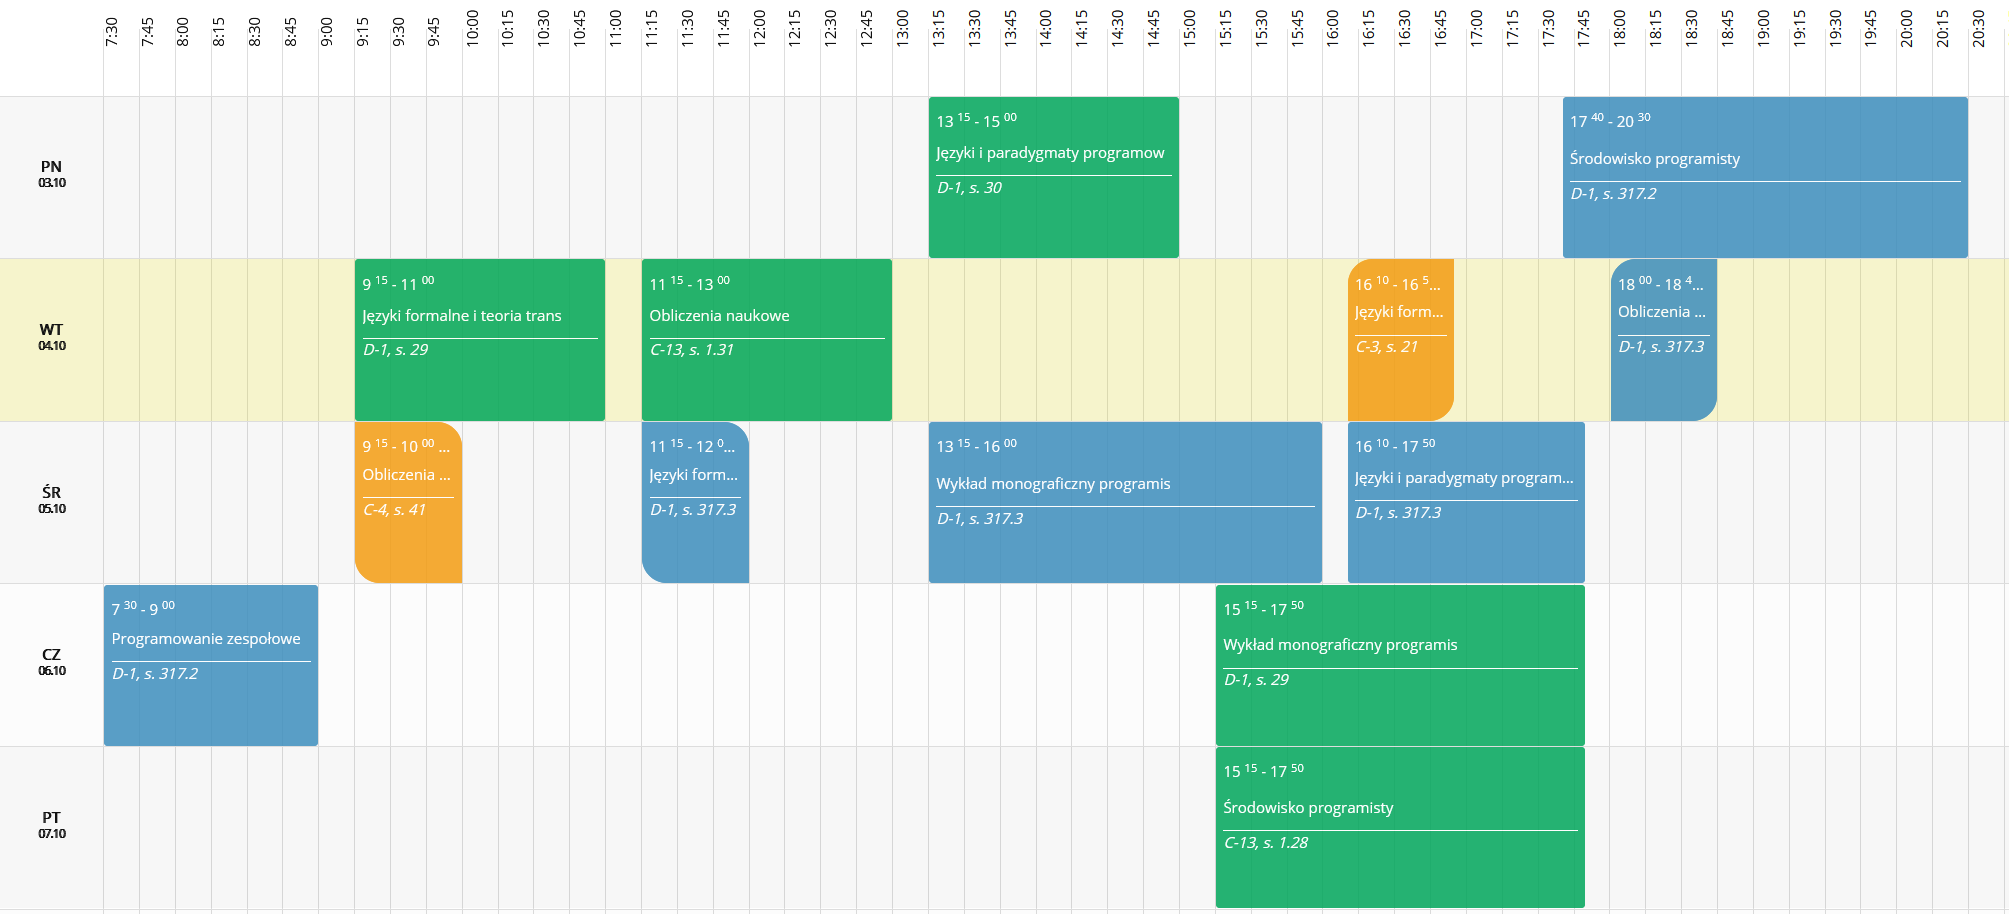 7:30 7:45 8:00 8:15 8:30 8:45 9:00 9:15 9:30 9:45 10:00 10:15 10:30 10:45 11:00 11:15 11:30 11:45 12:00 12:15 12:30 12:45 13:00 13:15 13:30 13:45 14:00 14:15 14:30 14:45 15:00 15:15 15:30 15:45 16:00 16:15 16:30 16:45 17:00 17:15 17:30 17:45 18:00 18:15 18:30 18:45 19:00 19:15 19:30 19:45 20:00 20:15 20:30
PN
03.10
13 15 - 15 00
Języki i paradygmaty programow
D-1, s. 30
17 40 - 20 30
Środowisko programisty
D-1, s. 317.2
WT
04.10
9 15 - 11 00
Języki formalne i teoria trans
D-1, s. 29
11 15 - 13 00
Obliczenia naukowe
C-13, s. 1.31
16 10 - 16 5...
Języki form...
C-3, s. 21
18 00 - 18 4...
Obliczenia ...
D-1, s. 317.3
ŚR
05.10
9 15 - 10 00 ...
Obliczenia ...
C-4, s. 41
11 15 - 12 0...
Języki form...
D-1, s. 317.3
13 15 - 16 00
Wykład monograficzny programis
D-1, s. 317.3
16 10 - 17 50
Języki i paradygmaty program...
D-1, s. 317.3
CZ
06.10
7 30 - 9 00
Programowanie zespołowe
D-1, s. 317.2
15 15 - 17 50
Wykład monograficzny programis
D-1, s. 29
PT
07.10
15 15 - 17 50
Środowisko programisty
C-13, s. 1.28